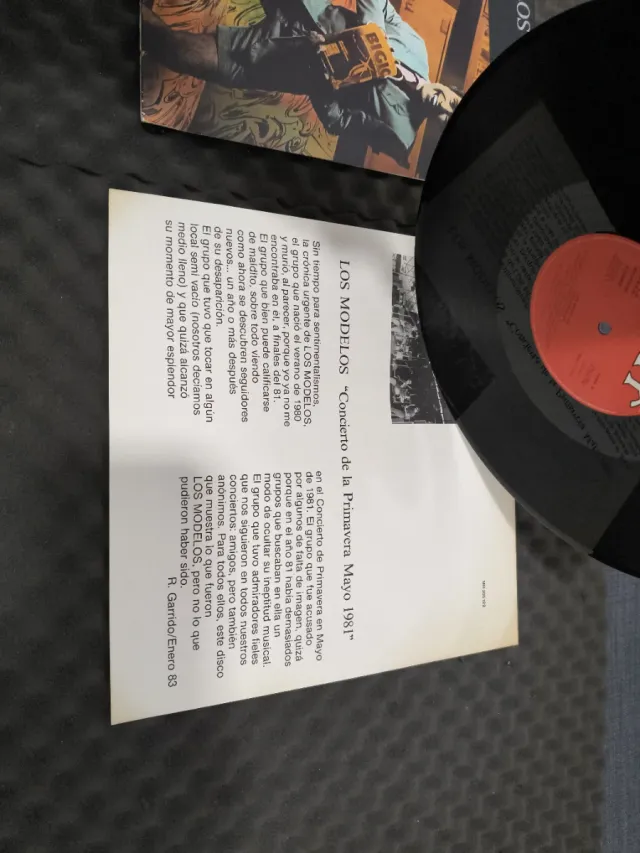 OS
BIG
LOS MODELOS "Concierto de la Primavera Mayo 1981"
Sin tiempo para sentimentalismos,
la crónica urgente de LOS MODELOS,
el grupo que nació el verano de 1980
y murió, al parecer, porque yo ya no me
encontraba en él, a finales del 81.
El grupo que bien puede calificarse
de maldito, sobre todo viendo
como ahora se descubren seguidores
nuevos... un año o más después
de su desaparición.
El grupo que tuvo que tocar en algún
local semi vacío (nosotros decíamos
medio lleno) y que quizá alcanzó
su momento de mayor esplendor
en el Concierto de Primavera en Mayo
de 1981. El grupo que fue acusado
por algunos de falta de imagen, quizá
porque en el año 81 había demasiados
grupos que buscaban en ella un
modo de ocultar su ineptitud musical.
El grupo que tuvo admiradores fieles
que nos siguieron en todos nuestros
conciertos: amigos, pero también
anónimos. Para todos ellos, este disco
que muestra lo que fueron
LOS MODELOS, pero no lo que
pudieron haber sido.
R. Garrido/Enero 83